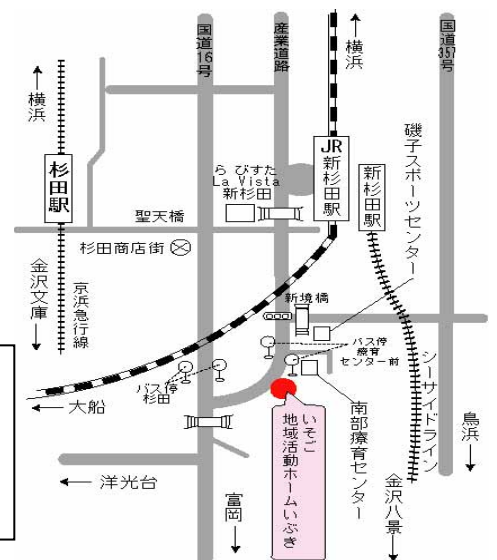 国道16号
産業道路
国道357号
横浜
横浜
杉田駅
らびすた
La Vista
新杉田
JR新杉田駅
新杉田駅
磯子スポーツセンター
聖天橋
杉田商店街
金沢文庫
京浜急行線
新境橋
バス停
療育
センター前
バス停
杉田
シーサイドライン
大船
いそご
地域活動ホームいぶき
南部療育センター
鳥浜
洋光台
富岡
金沢八景